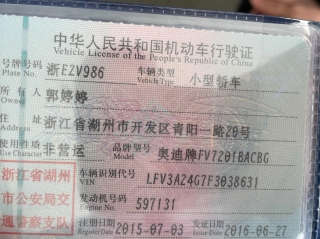 中华人民共和国机动车行驶证
Vehicle License of the People's Republic of China
号牌号码 浙EZV986 车辆类型 小型轿车
Plate No. Vehicle Type
所有人 郭婷婷
Owner
住址 浙江省湖州市开发区青阳一路20号
使用性质 非营运 品牌型号 奥迪牌FV7201BACBG
Use Character Model
浙江省湖州 车辆识别代号 LFV3A24G7F3038631
VIN
市公安局交 发动机号码 597131
Engine No.
通警察支队 注册日期 2015-07-03 发证日期 2016-06-27
Register Date Issue Date